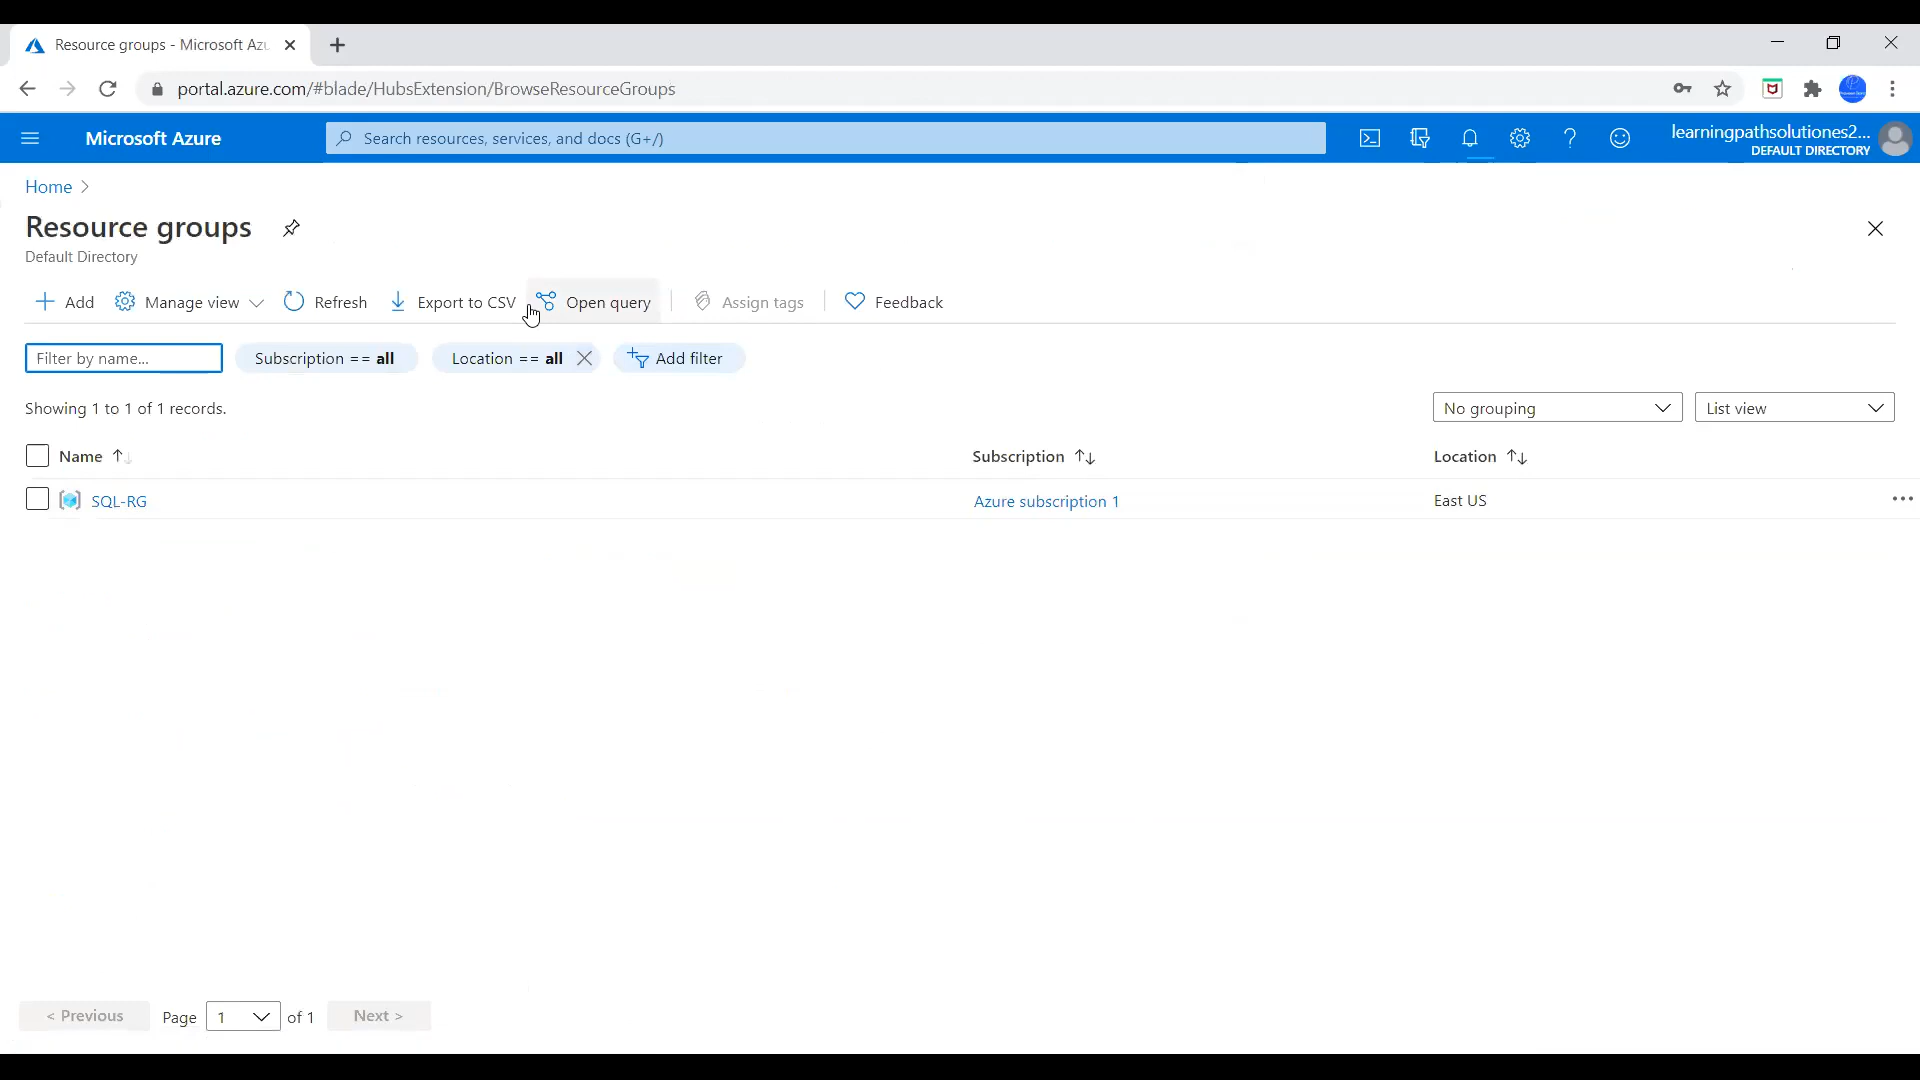 Resource groups - Microsoft Azu
portal.azure.com/#blade/HubsExtension/BrowseResourceGroups
Microsoft Azure
Search resources, services, and docs (G+/)
learningpathsolutiones2...
DEFAULT DIRECTORY
Home >
Resource groups
Default Directory
+ Add Manage view Refresh Export to CSV Open query Assign tags Feedback
Filter by name... Subscription == all Location == all Add filter
Showing 1 to 1 of 1 records.
No grouping List view
Name Subscription Location
SQL-RG Azure subscription 1 East US
< Previous Page 1 of 1 Next >